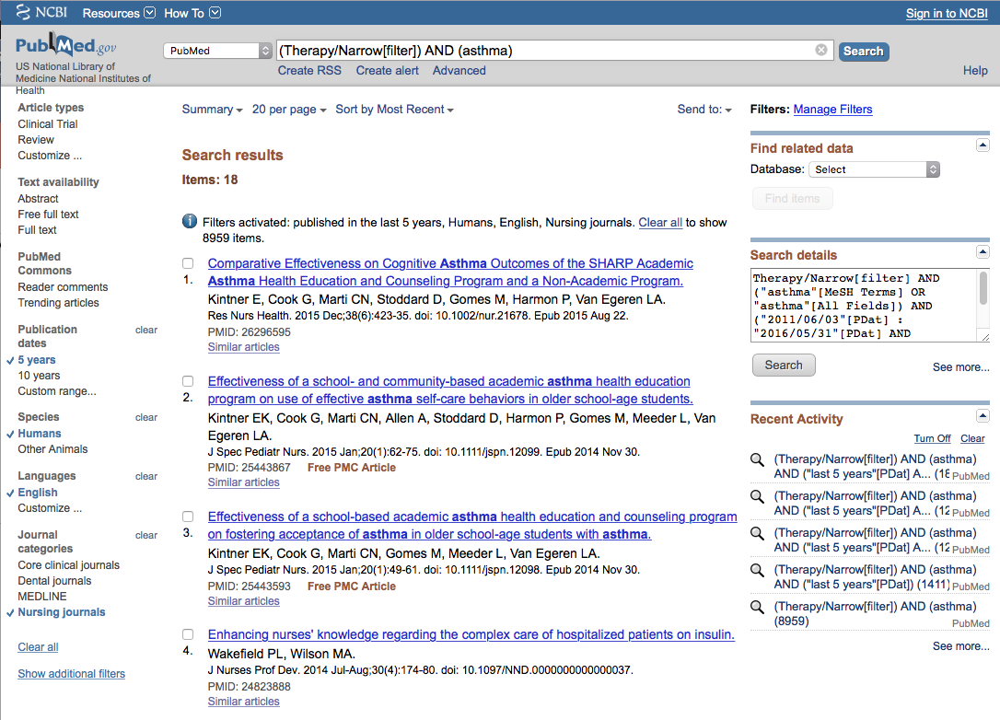 NCBI Resources How To Sign in to NCBI
PubMed.gov
US National Library of
Medicine National Institutes of
Health
PubMed
(Therapy/Narrow[filter]) AND (asthma)
Search
Create RSS Create alert Advanced
Help
Article types
Clinical Trial
Review
Customize ...
Text availability
Abstract
Free full text
Full text
PubMed
Commons
Reader comments
Trending articles
Publication
dates
clear
5 years
10 years
Custom range...
Species clear
Humans
Other Animals
Languages clear
English
Customize ...
Journal
categories
clear
Core clinical journals
Dental journals
MEDLINE
Nursing journals
Clear all
Show additional filters
Summary 20 per page Sort by Most Recent Send to:
Search results
Items: 18
Filters activated: published in the last 5 years, Humans, English, Nursing journals. Clear all to show
8959 items.
Comparative Effectiveness on Cognitive Asthma Outcomes of the SHARP Academic
1. Asthma Health Education and Counseling Program and a Non-Academic Program.
Kintner E, Cook G, Marti CN, Stoddard D, Gomes M, Harmon P, Van Egeren LA.
Res Nurs Health. 2015 Dec;38(6):423-35. doi: 10.1002/nur.21678. Epub 2015 Aug 22.
PMID: 26296595
Similar articles
Effectiveness of a school- and community-based academic asthma health education
2. program on use of effective asthma self-care behaviors in older school-age students.
Kintner EK, Cook G, Marti CN, Allen A, Stoddard D, Harmon P, Gomes M, Meeder L, Van
Egeren LA.
J Spec Pediatr Nurs. 2015 Jan;20(1):62-75. doi: 10.1111/jspn.12099. Epub 2014 Nov 30.
PMID: 25443867 Free PMC Article
Similar articles
Effectiveness of a school-based academic asthma health education and counseling program
3. on fostering acceptance of asthma in older school-age students with asthma.
Kintner EK, Cook G, Marti CN, Gomes M, Meeder L, Van Egeren LA.
J Spec Pediatr Nurs. 2015 Jan;20(1):49-61. doi: 10.1111/jspn.12098. Epub 2014 Nov 30.
PMID: 25443593 Free PMC Article
Similar articles
Enhancing nurses' knowledge regarding the complex care of hospitalized patients on insulin.
4. Wakefield PL, Wilson MA.
J Nurses Prof Dev. 2014 Jul-Aug;30(4):174-80. doi: 10.1097/NND.0000000000000037.
PMID: 24823888
Similar articles
Filters: Manage Filters
Find related data
Database: Select
Find items
Search details
Therapy/Narrow[filter] AND
("asthma"[MeSH Terms] OR
"asthma"[All Fields]) AND
("2011/06/03"[PDat] :
"2016/05/31"[PDat] AND
Search
See more...
Recent Activity
Turn Off Clear
(Therapy/Narrow[filter]) AND (asthma)
AND ("last 5 years"[PDat] A... (18 PubMed
(Therapy/Narrow[filter]) AND (asthma)
AND ("last 5 years"[PDat] A... (12 PubMed
(Therapy/Narrow[filter]) AND (asthma)
AND ("last 5 years"[PDat] A... (12 PubMed
(Therapy/Narrow[filter]) AND (asthma)
AND ("last 5 years"[PDat]) (1411) PubMed
(Therapy/Narrow[filter]) AND (asthma)
(8959) PubMed
See more...